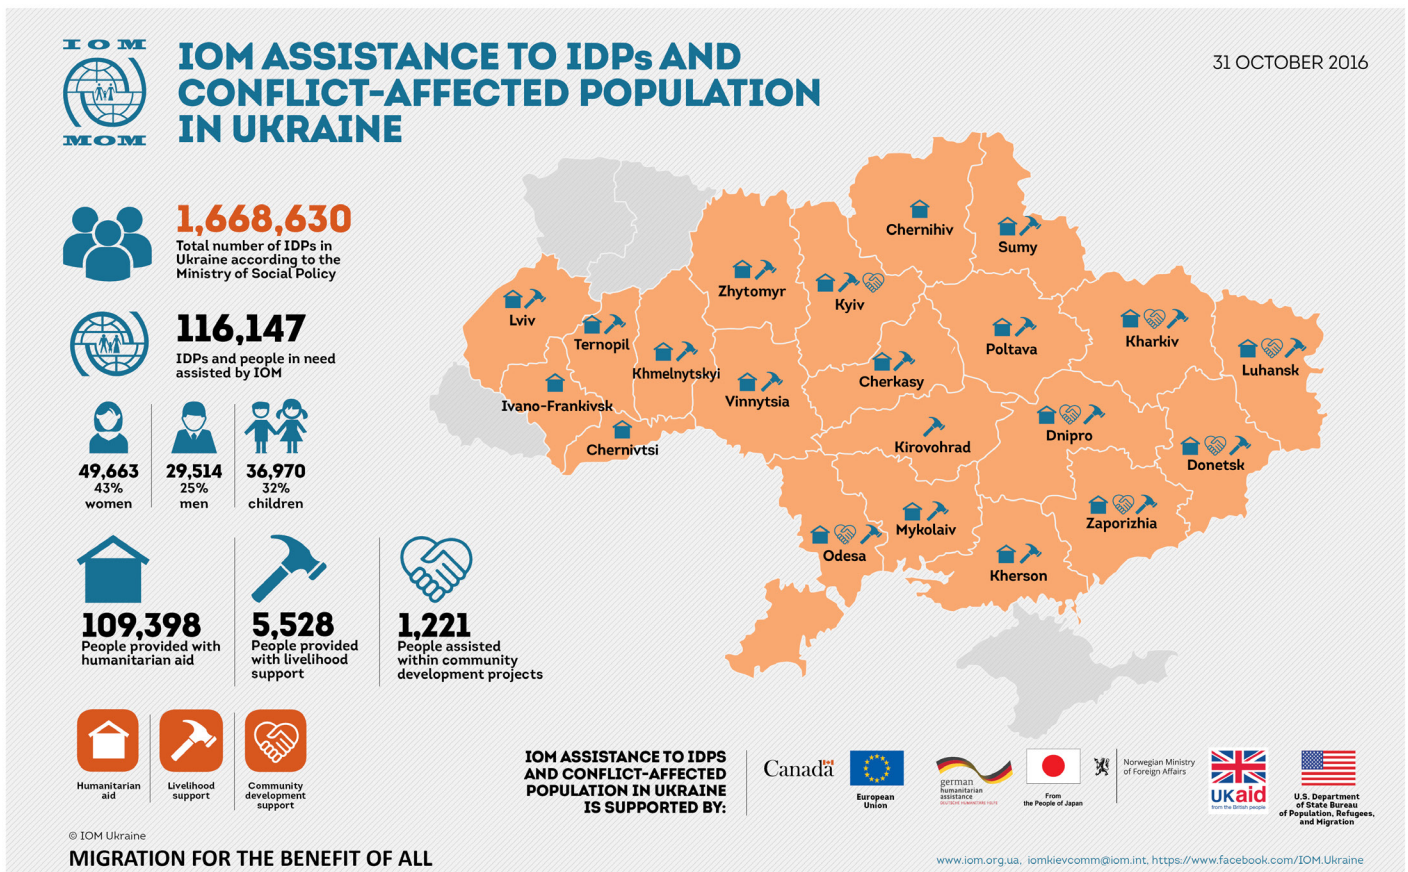 IOM
MOM
IOM ASSISTANCE TO IDPs AND
CONFLICT-AFFECTED POPULATION
IN UKRAINE
31 OCTOBER 2016
1,668,630
Total number of IDPs in
Ukraine according to the
Ministry of Social Policy
116,147
IDPs and people in need
assisted by IOM
49,663
43%
women
29,514
25%
men
36,970
32%
children
109,398
People provided with
humanitarian aid
5,528
People provided
with livelihood
support
1,221
People assisted
within community
development projects
Humanitarian
aid
Livelihood
support
Community
development
support
Chernihiv
Sumy
Zhytomyr
Kyiv
Lviv
Ternopil
Khmelnytskyi
Vinnytsia
Cherkasy
Poltava
Kharkiv
Luhansk
Ivano-Frankivsk
Chernivtsi
Kirovohrad
Dnipro
Donetsk
Zaporizhia
Mykolaiv
Odesa
Kherson
IOM ASSISTANCE TO IDPS
AND CONFLICT-AFFECTED
POPULATION IN UKRAINE
IS SUPPORTED BY:
Canada
European
Union
german
humanitarian
assistance
DEUTSCHE HUMANITÄRE HILFE
From
the People of Japan
Norwegian Ministry
of Foreign Affairs
UKaid
from the British people
U.S. Department
of State Bureau
of Population, Refugees,
and Migration
© IOM Ukraine
MIGRATION FOR THE BENEFIT OF ALL
www.iom.org.ua, iomkievcomm@iom.int, https://www.facebook.com/IOM.Ukraine